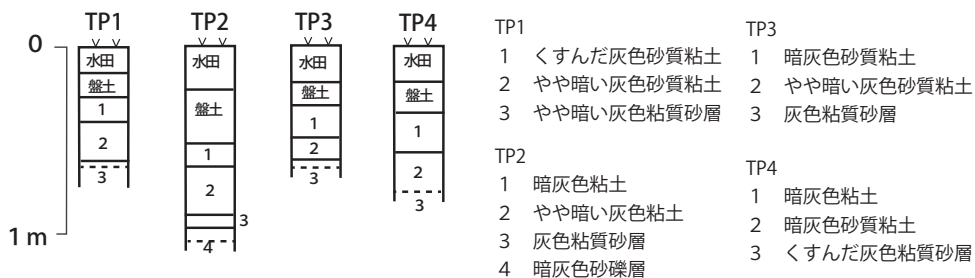 TP1 TP2 TP3 TP4
0
1 m
水田
盤土
1
2
3
水田
盤土
1
2
3
4
水田
盤土
1
2
3
水田
盤土
1
2
3
TP1
1 くすんだ灰色砂質粘土
2 やや暗い灰色砂質粘土
3 やや暗い灰色粘質砂層
TP2
1 暗灰色粘土
2 やや暗い灰色粘土
3 灰色粘質砂層
4 暗灰色砂礫層
TP3
1 暗灰色砂質粘土
2 やや暗い灰色砂質粘土
3 灰色粘質砂層
TP4
1 暗灰色粘土
2 暗灰色砂質粘土
3 くすんだ灰色粘質砂層